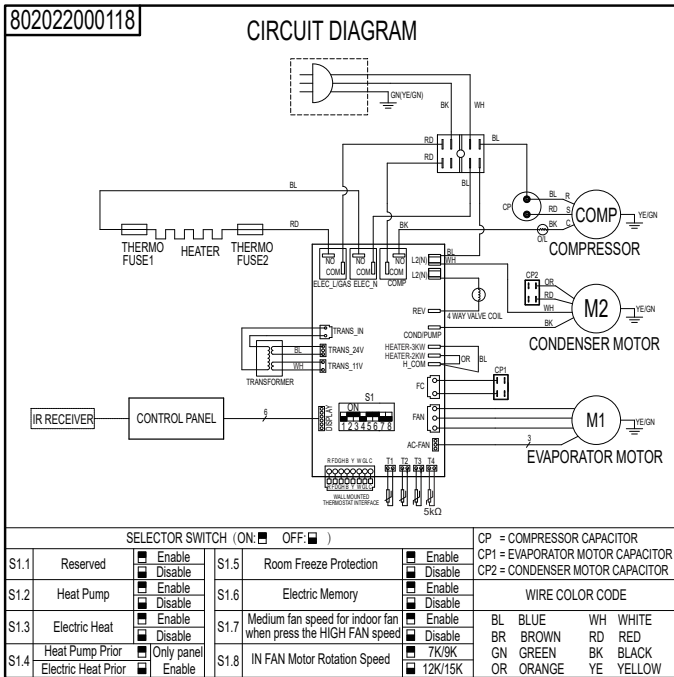 802022000118
CIRCUIT DIAGRAM
GN(YE/GN)
BK
WH
RD
RD
BL
BL
BL
RD
BK
CP
BL R
RD S
BK C
O/L
COMP
YE/GN
COMPRESSOR
THERMO
FUSE1
HEATER
THERMO
FUSE2
NO
COM
NO
COM
NO
COM
ELEC_L/GAS
ELEC_N
COMP
L2(N)
BL
WH
L2(N)
REV
4 WAY VALVE COIL
CP2
OR
RD
WH
BK
M2
YE/GN
CONDENSER MOTOR
TRANS_IN
TRANS_24V
TRANS_11V
BL
WH
TRANSFORMER
COND/PUMP
HEATER-3KW
HEATER-2KW
H_COM
OR
BL
FC
CP1
IR RECEIVER
CONTROL PANEL
6
DISPLAY
S1
ON
1 2 3 4 5 6 7 8
FAN
AC-FAN
3
M1
YE/GN
EVAPORATOR MOTOR
R FD GH B Y W GL C
R FD GH B Y W GL C
WALL MOUNTED
THERMOSTAT INTERFACE
T1 T2 T3 T4
5kΩ
SELECTOR SWITCH (ON: OFF: )
S1.1 Reserved Enable
Disable
S1.2 Heat Pump Enable
Disable
S1.3 Electric Heat Enable
Disable
S1.4 Heat Pump Prior Only panel
Electric Heat Prior Enable
S1.5 Room Freeze Protection Enable
Disable
S1.6 Electric Memory Enable
Disable
S1.7 Medium fan speed for indoor fan when press the HIGH FAN speed Enable
Disable
S1.8 IN FAN Motor Rotation Speed 7K/9K
12K/15K
CP = COMPRESSOR CAPACITOR
CP1 = EVAPORATOR MOTOR CAPACITOR
CP2 = CONDENSER MOTOR CAPACITOR
WIRE COLOR CODE
BL BLUE WH WHITE
BR BROWN RD RED
GN GREEN BK BLACK
OR ORANGE YE YELLOW